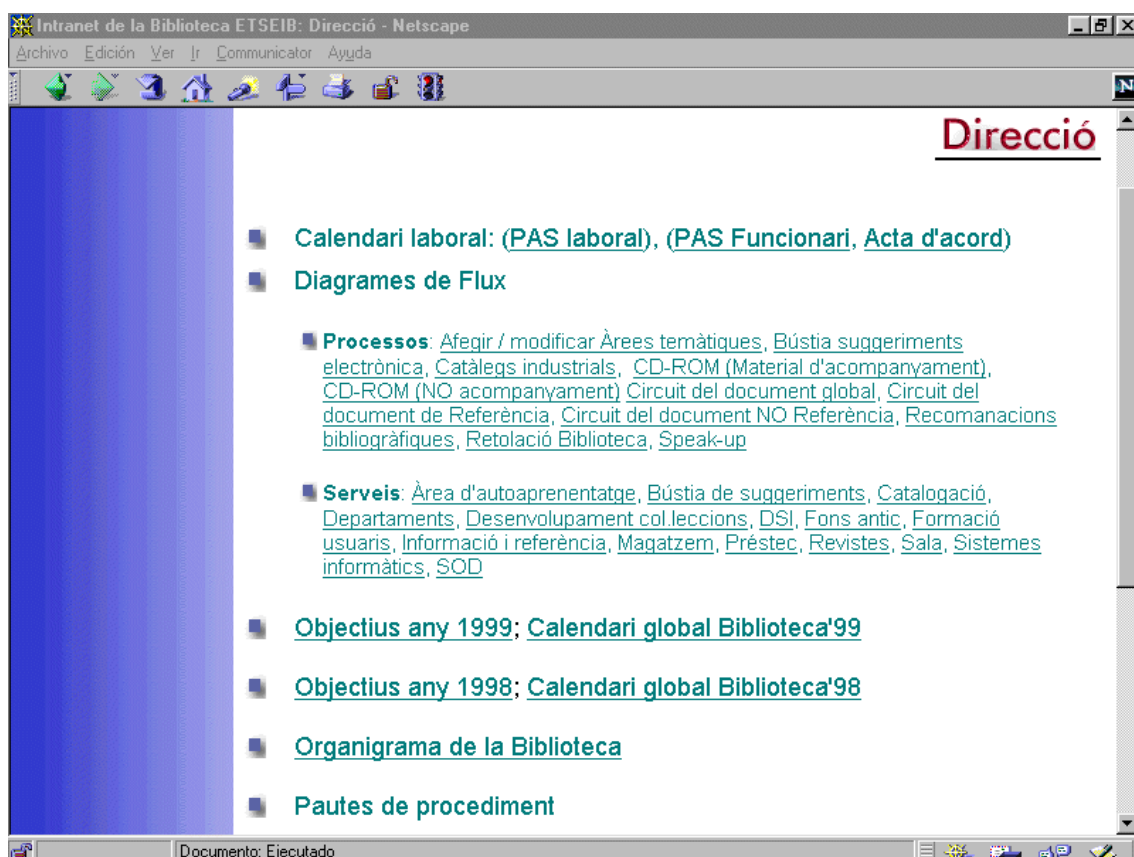 Intranet de la Biblioteca ETSEIB: Direcció - Netscape
Archivo Edición Ver Ir Communicator Ayuda
N
Direcció
Calendari laboral: (PAS laboral), (PAS Funcionari, Acta d'acord)
Diagrames de Flux
Processos: Afegir / modificar Àrees temàtiques, Bústia suggeriments
electrònica, Catàlegs industrials, CD-ROM (Material d'acompanyament),
CD-ROM (NO acompanyament) Circuit del document global, Circuit del
document de Referència, Circuit del document NO Referència, Recomanacions
bibliogràfiques, Retolació Biblioteca, Speak-up
Serveis: Àrea d'autoaprenentatge, Bústia de suggeriments, Catalogació,
Departaments, Desenvolupament col.leccions, DSI, Fons antic, Formació
usuaris, Informació i referència, Magatzem, Préstec, Revistes, Sala, Sistemes
informàtics, SOD
Objectius any 1999; Calendari global Biblioteca'99
Objectius any 1998; Calendari global Biblioteca'98
Organigrama de la Biblioteca
Pautes de procediment
Documento: Ejecutado